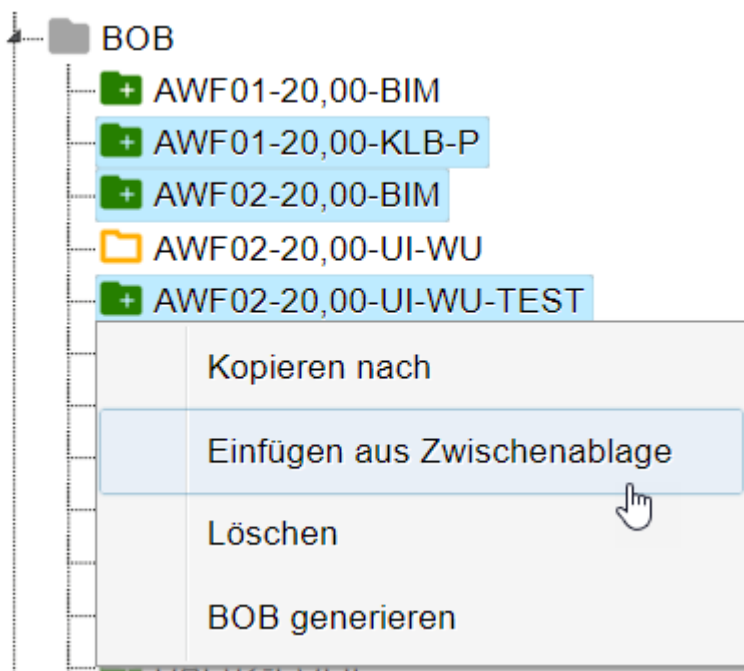 BOB
AWF01-20,00-BIM
AWF01-20,00-KLB-P
AWF02-20,00-BIM
AWF02-20,00-UI-WU
AWF02-20,00-UI-WU-TEST
Kopieren nach
Einfügen aus Zwischenablage
Löschen
BOB generieren